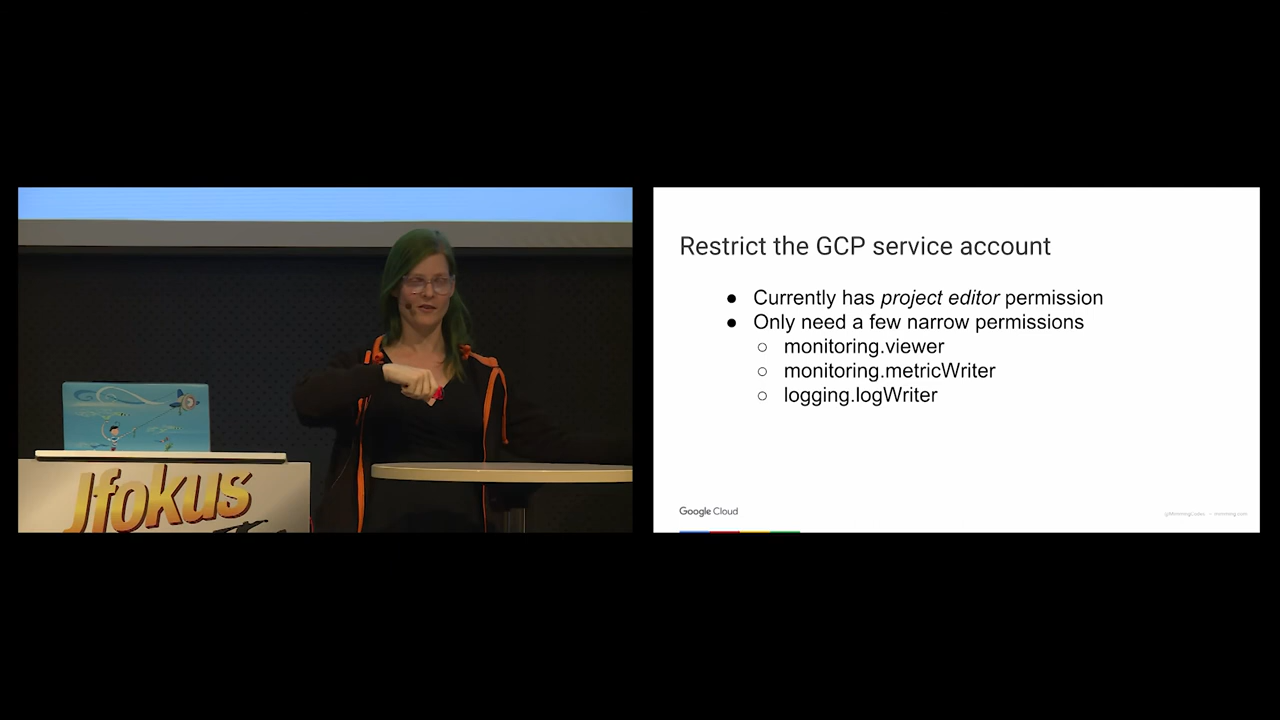 Jfokus
Restrict the GCP service account
● Currently has project editor permission
● Only need a few narrow permissions
○ monitoring.viewer
○ monitoring.metricWriter
○ logging.logWriter
Google Cloud